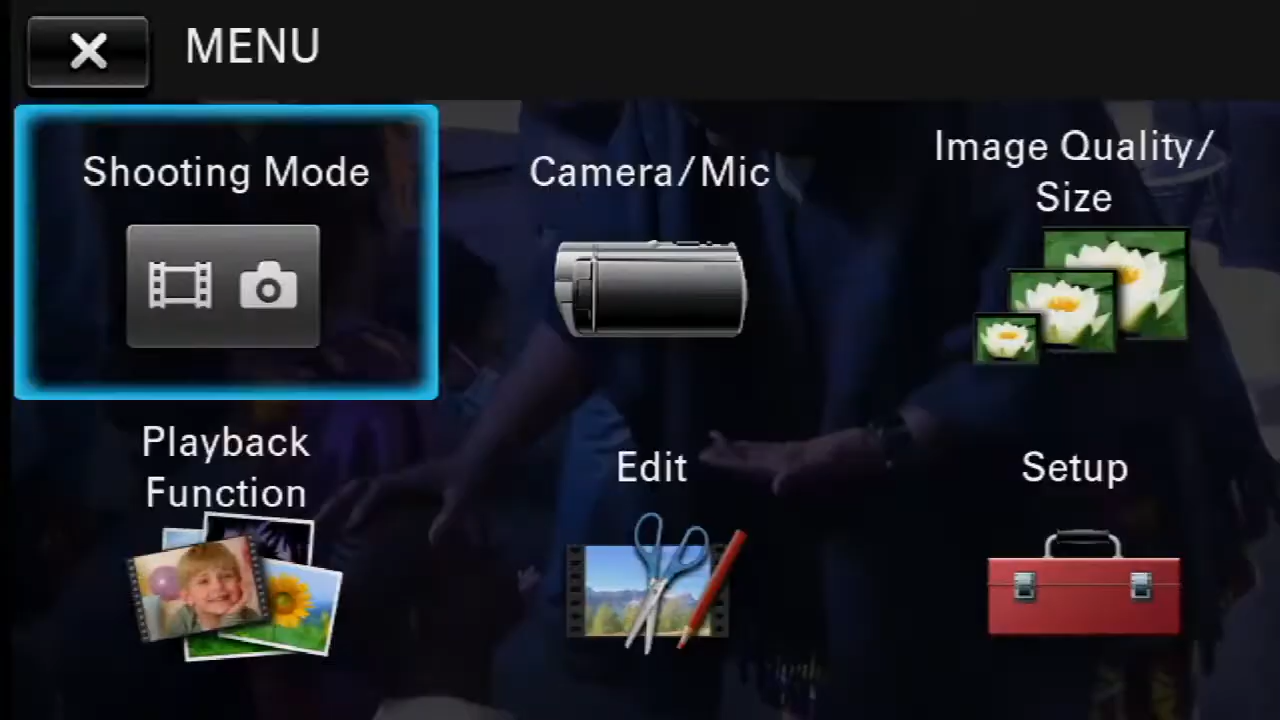 MENU
Shooting Mode
Camera/Mic
Image Quality/
Size
Playback
Function
Edit
Setup